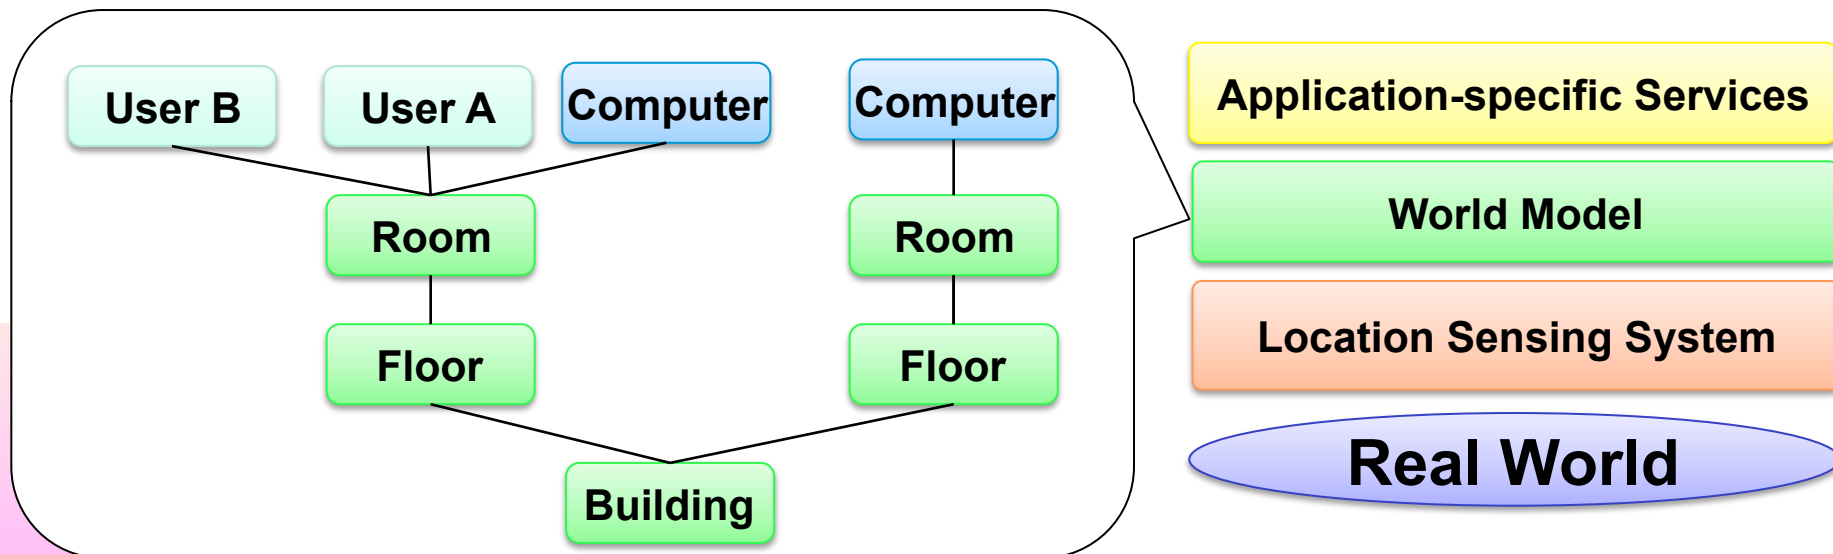 User B
User A
Computer
Computer
Room
Room
Floor
Floor
Building
Application-specific Services
World Model
Location Sensing System
Real World